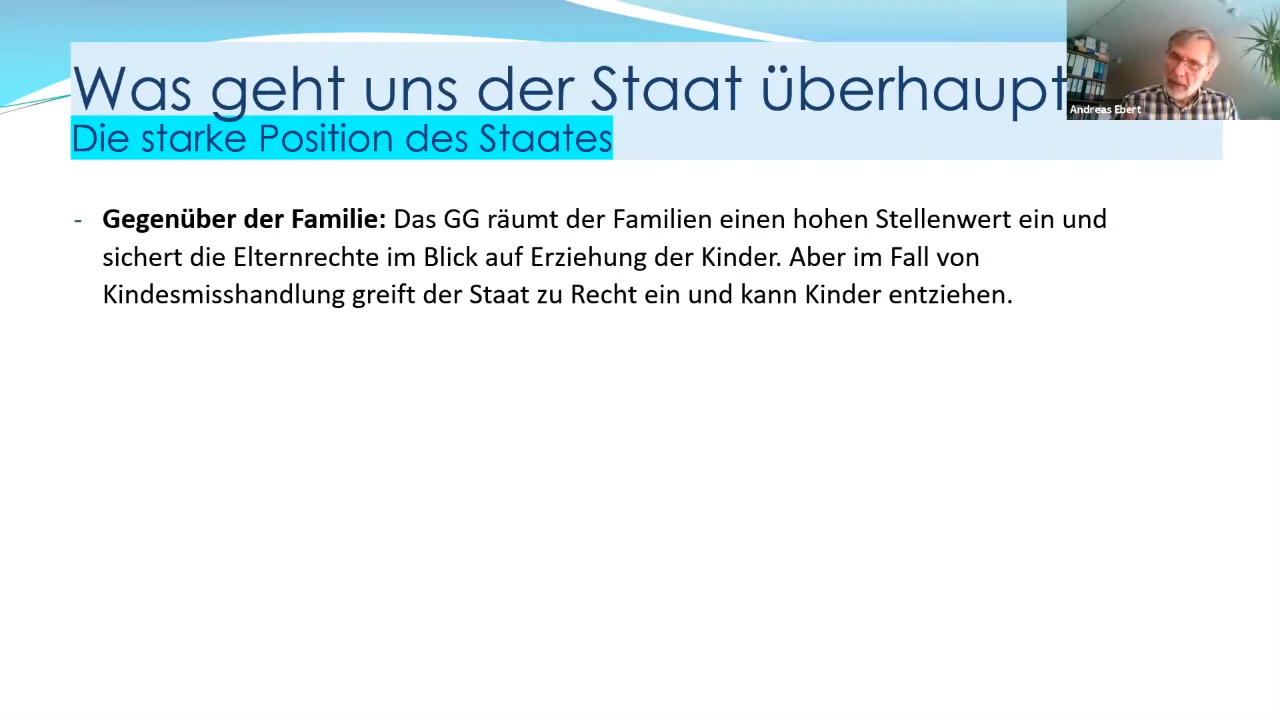 Was geht uns der Staat überhaupt
Die starke Position des Staates
Andreas Ebert
- Gegenüber der Familie: Das GG räumt der Familien einen hohen Stellenwert ein und
sichert die Elternrechte im Blick auf Erziehung der Kinder. Aber im Fall von
Kindesmisshandlung greift der Staat zu Recht ein und kann Kinder entziehen.